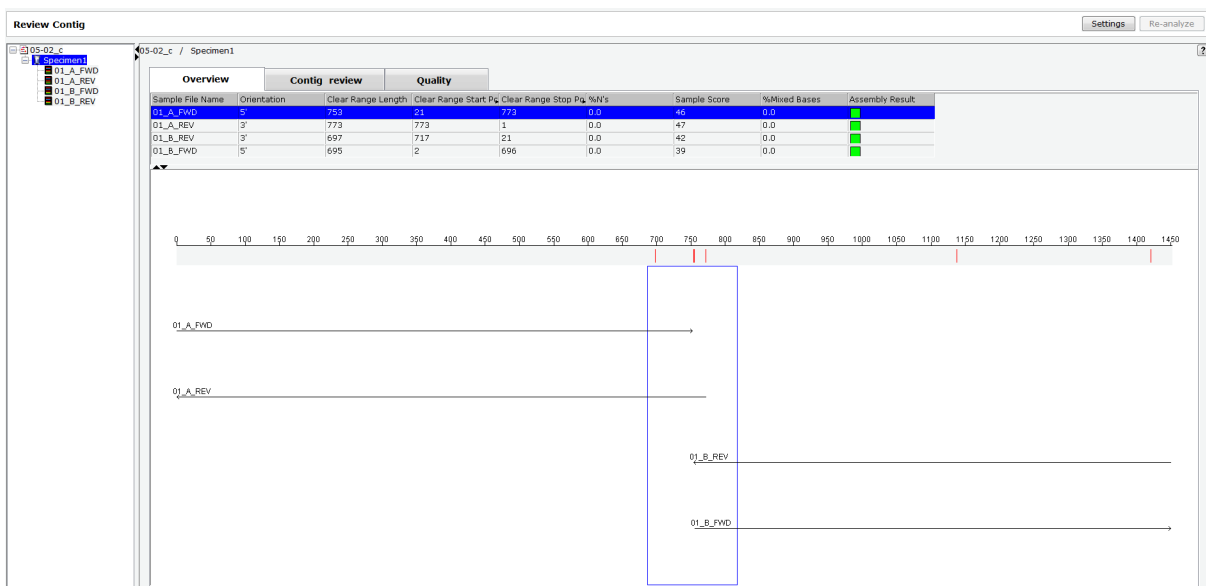 Review Contig
Settings
Re-analyze
05-02_c
Specimen1
01_A_FWD
01_A_REV
01_B_FWD
01_B_REV
05-02_c / Specimen1
?
Overview Contig review Quality
Sample File Name Orientation Clear Range Length Clear Range Start Po Clear Range Stop Po %N's Sample Score %Mixed Bases Assembly Result
01_A_FWD 5' 753 21 773 0.0 46 0.0
01_A_REV 3' 773 773 1 0.0 47 0.0
01_B_REV 3' 697 717 21 0.0 42 0.0
01_B_FWD 5' 695 2 696 0.0 39 0.0
0 50 100 150 200 250 300 350 400 450 500 550 600 650 700 750 800 850 900 950 1000 1050 1100 1150 1200 1250 1300 1350 1400 1450
01_A_FWD
01_A_REV
01_B_REV
01_B_FWD